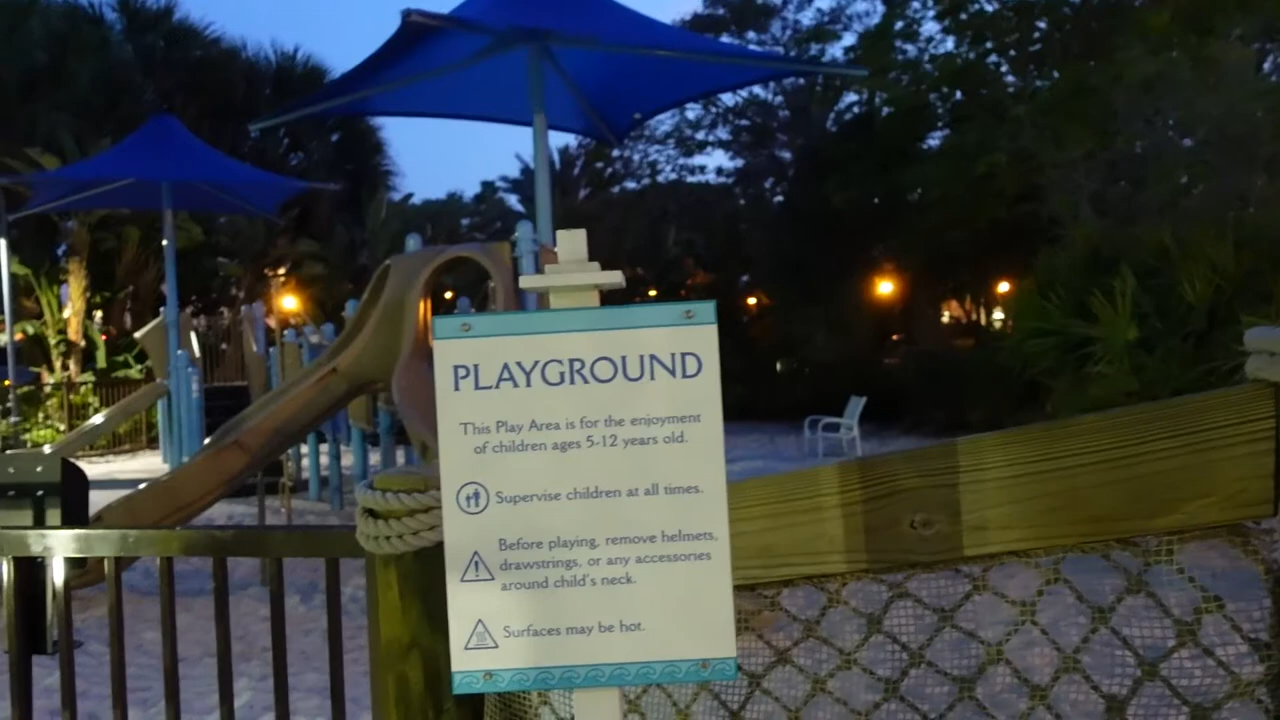 PLAYGROUND
This Play Area is for the enjoyment
of children ages 5-12 years old.
Supervise children at all times.
Before playing, remove helmets,
drawstrings, or any accessories
around child's neck.
Surfaces may be hot.